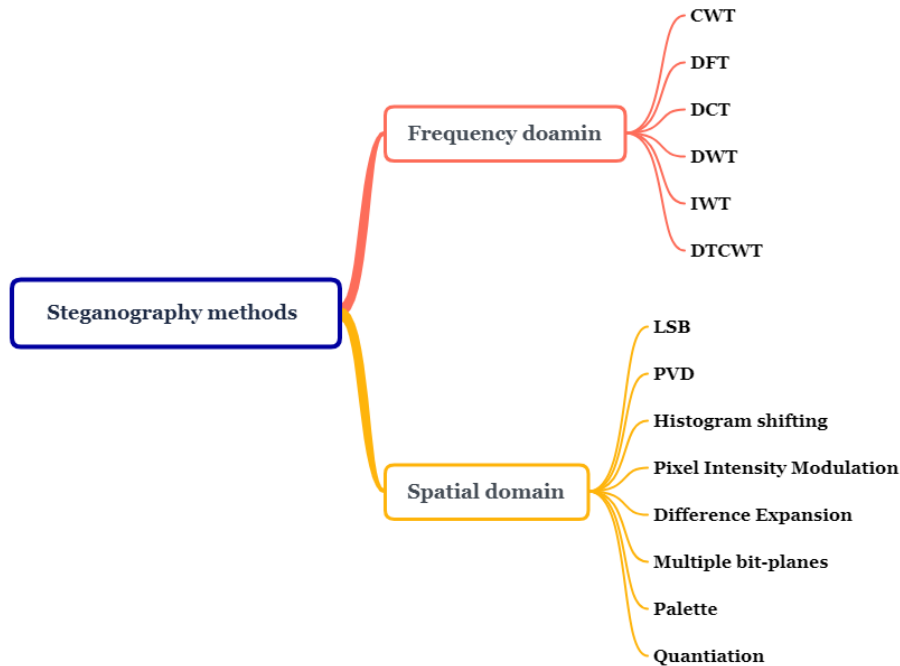 Steganography methods
Frequency doamin
CWT
DFT
DCT
DWT
IWT
DTCWT
Spatial domain
LSB
PVD
Histogram shifting
Pixel Intensity Modulation
Difference Expansion
Multiple bit-planes
Palette
Quantiation